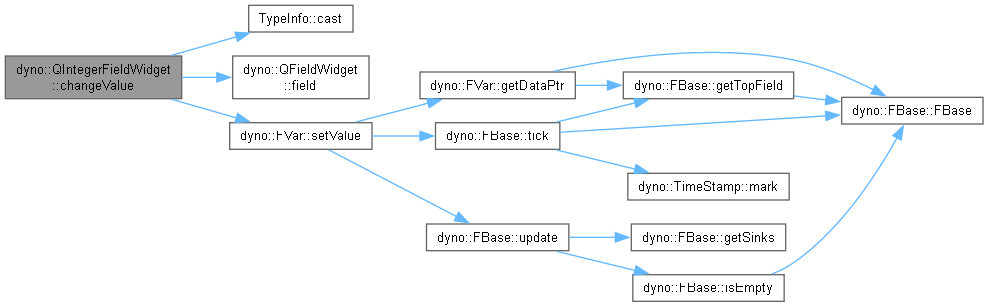 TypeInfo::cast
dyno::QIntegerFieldWidget
::changeValue
dyno::QFieldWidget
::field
dyno::FVar::setValue
dyno::FVar::getDataPtr
dyno::FBase::getTopField
dyno::FBase::FBase
dyno::FBase::tick
dyno::TimeStamp::mark
dyno::FBase::update
dyno::FBase::getSinks
dyno::FBase::isEmpty